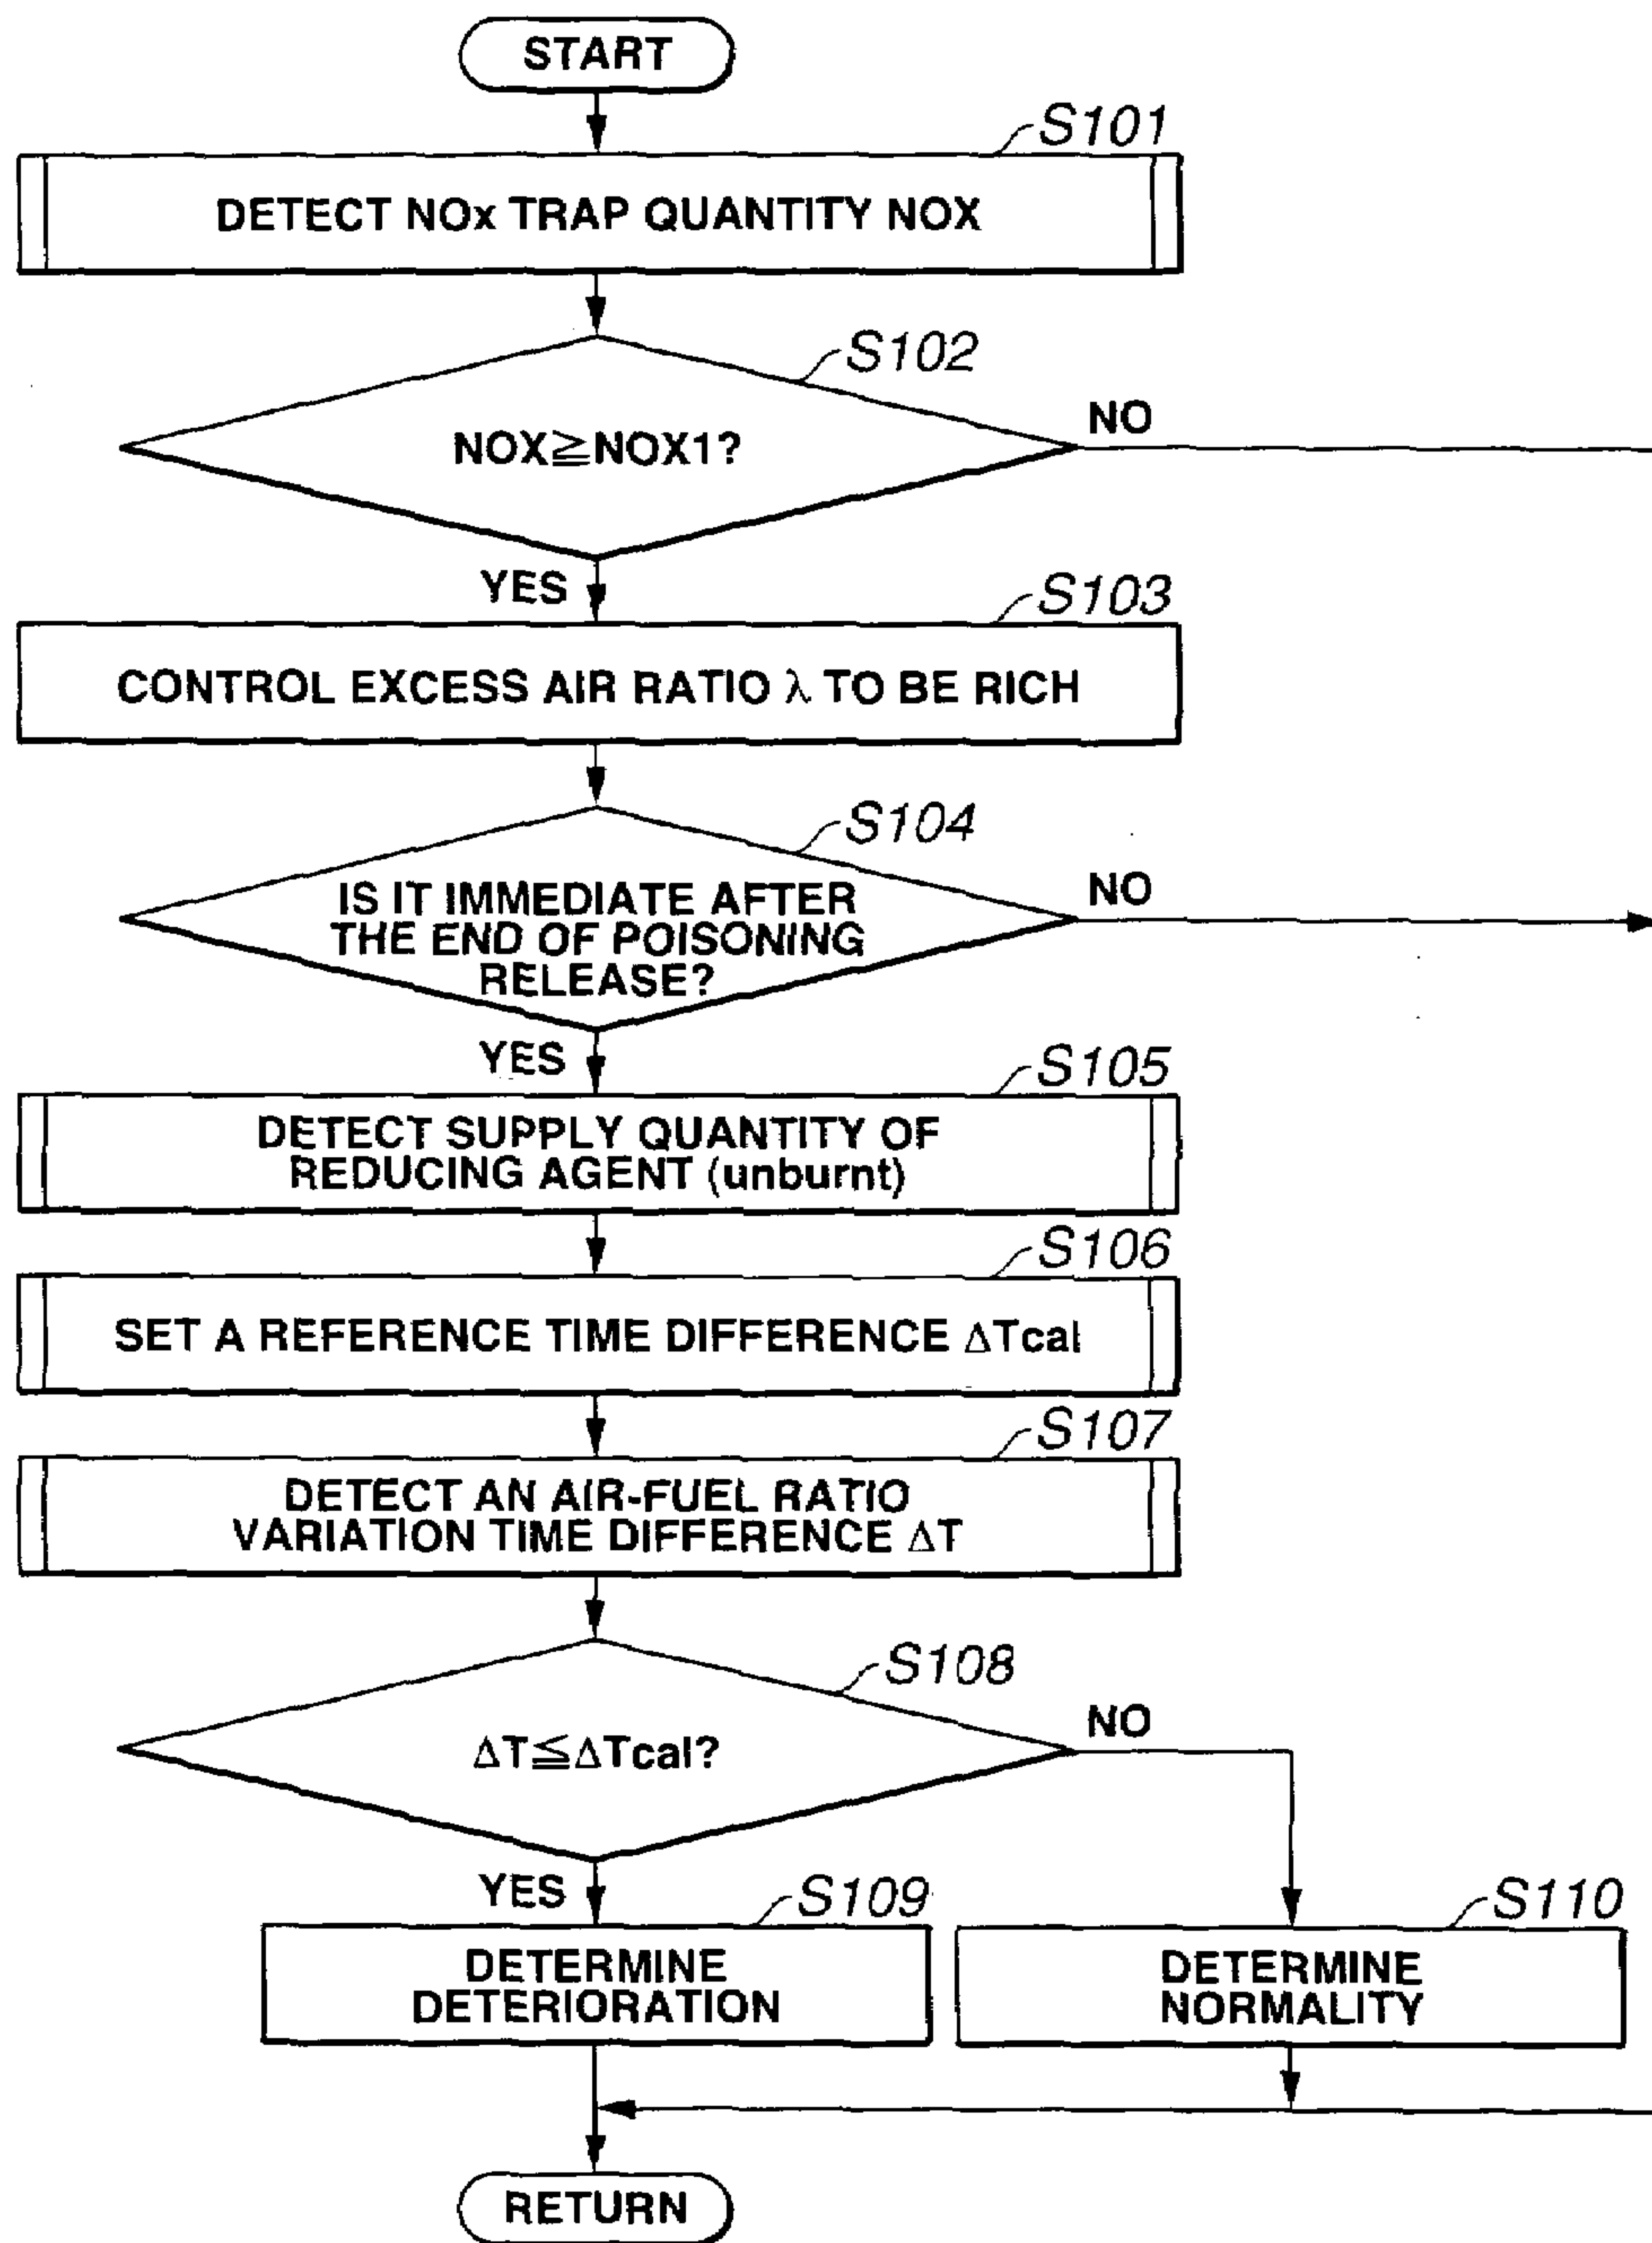 START
S101
DETECT NOx TRAP QUANTITY NOX
S102
NOX≧NOX1?
NO
YES
S103
CONTROL EXCESS AIR RATIO λ TO BE RICH
S104
IS IT IMMEDIATE AFTER
THE END OF POISONING
RELEASE?
NO
YES
S105
DETECT SUPPLY QUANTITY OF
REDUCING AGENT (unburnt)
S106
SET A REFERENCE TIME DIFFERENCE ΔTcal
S107
DETECT AN AIR-FUEL RATIO
VARIATION TIME DIFFERENCE ΔT
S108
ΔT≦ΔTcal?
NO
YES
S109
DETERMINE
DETERIORATION
S110
DETERMINE
NORMALITY
RETURN